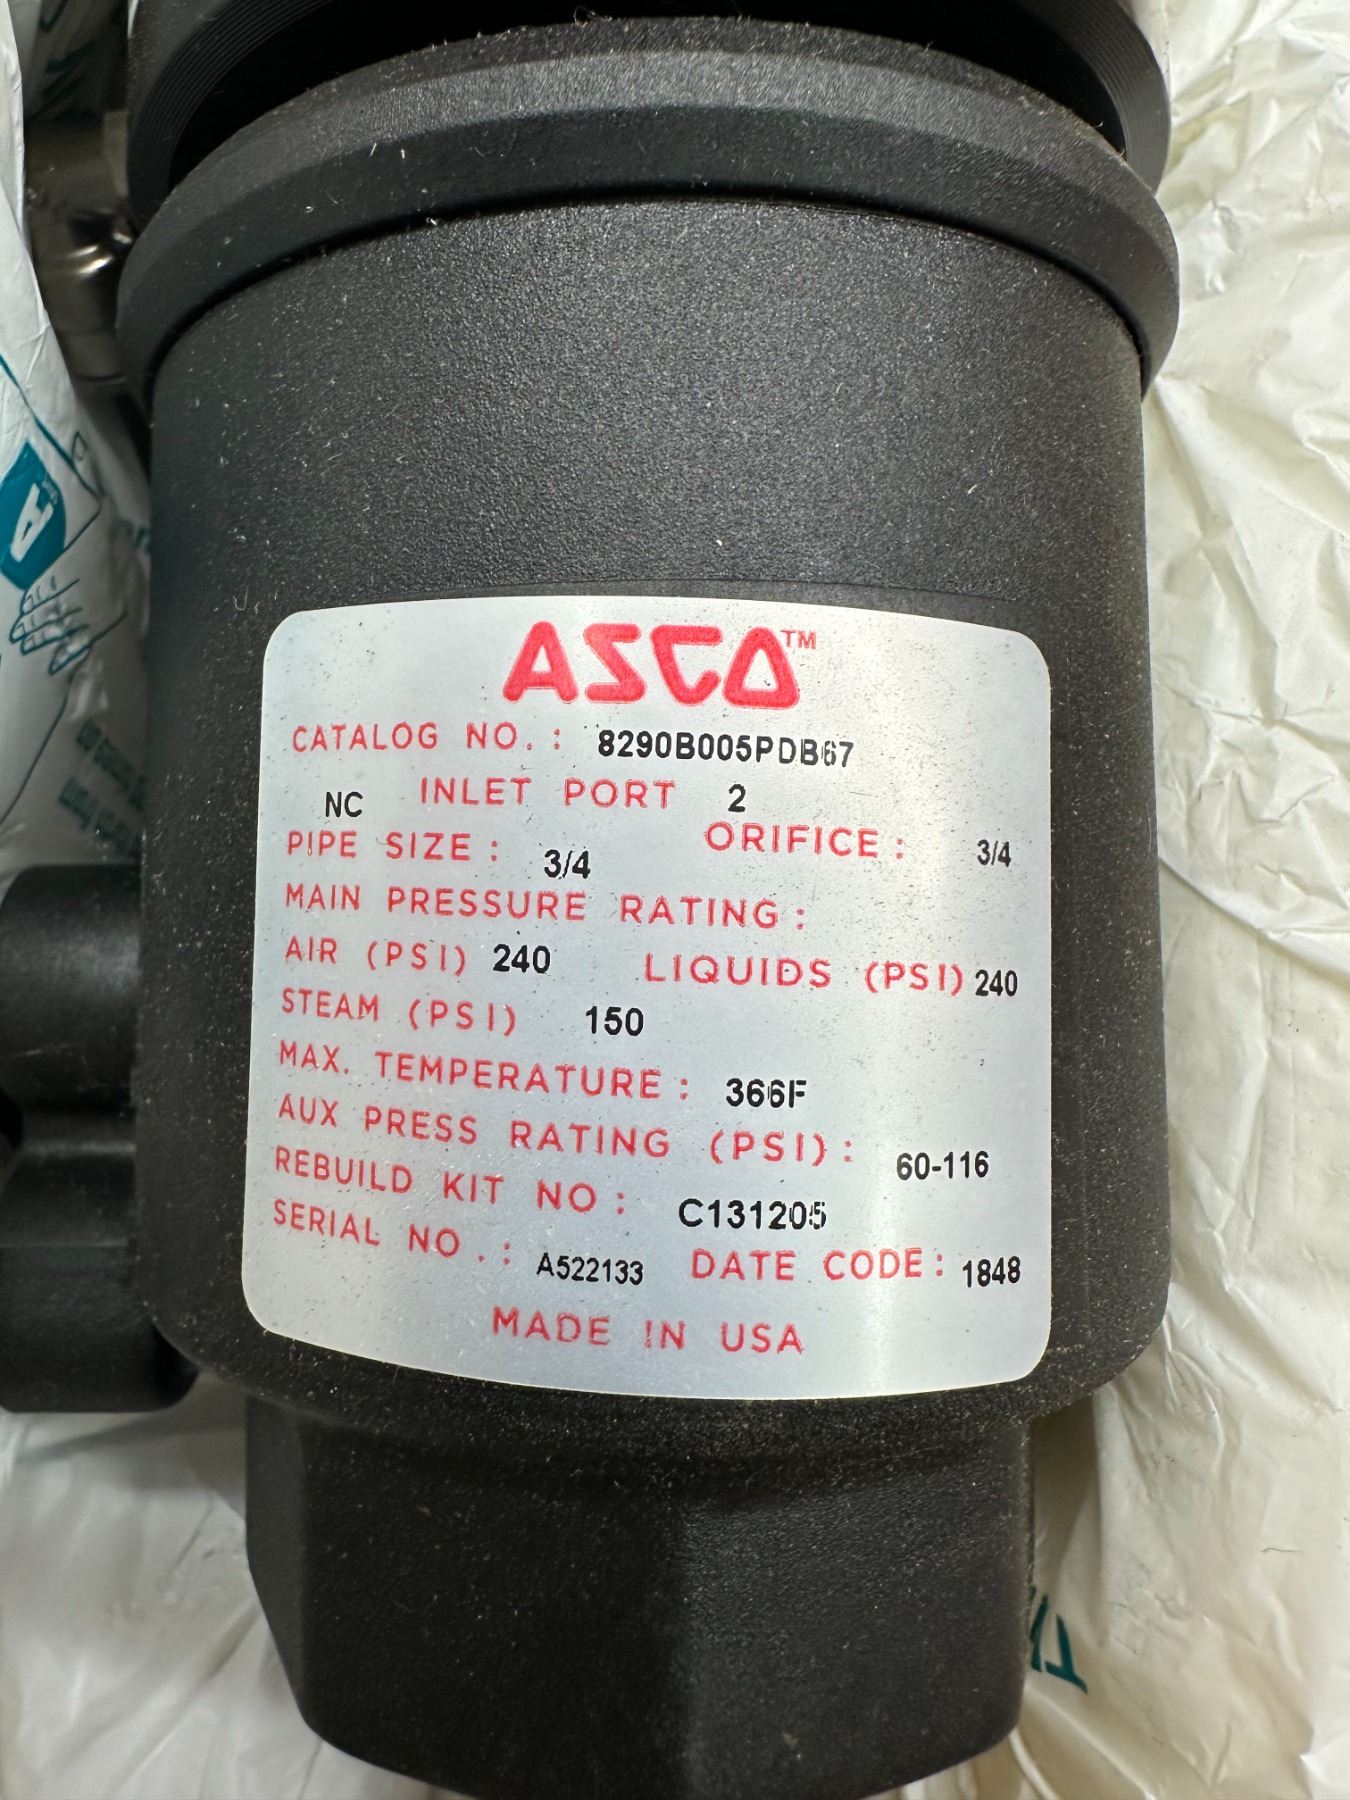 ASCO™
CATALOG NO.: 8290B005PDB67
NC INLET PORT 2
PIPE SIZE: 3/4 ORIFICE: 3/4
MAIN PRESSURE RATING:
AIR (PSI) 240 LIQUIDS (PSI) 240
STEAM (PSI) 150
MAX. TEMPERATURE: 366F
AUX PRESS RATING (PSI): 60-116
REBUILD KIT NO: C131205
SERIAL NO.: A522133 DATE CODE: 1848
MADE IN USA